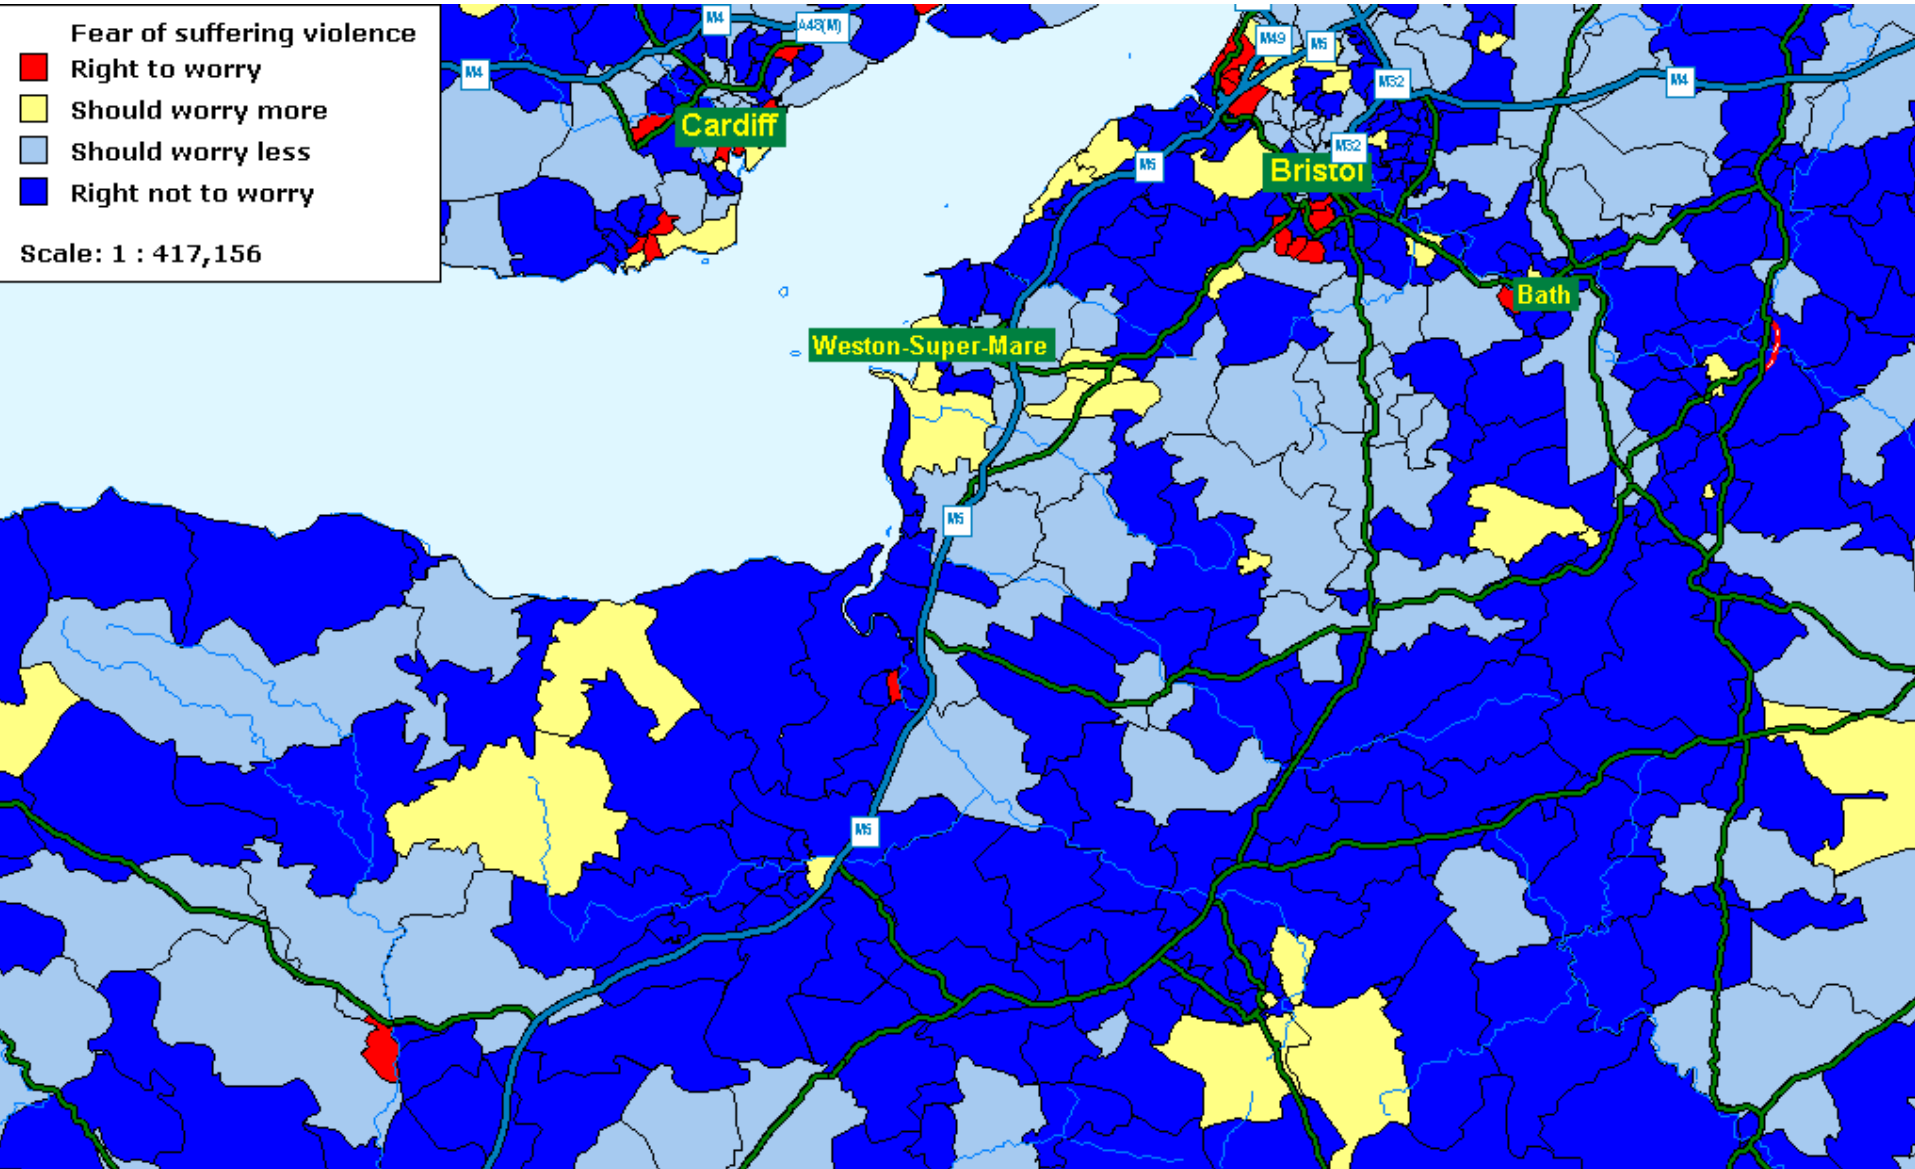 Fear of suffering violence
Right to worry
Should worry more
Should worry less
Right not to worry
Scale: 1 : 417,156
M4
A48(M)
M4
Cardiff
M49
M5
M32
M4
M32
M5
Bristol
Bath
Weston-Super-Mare
M5
M5